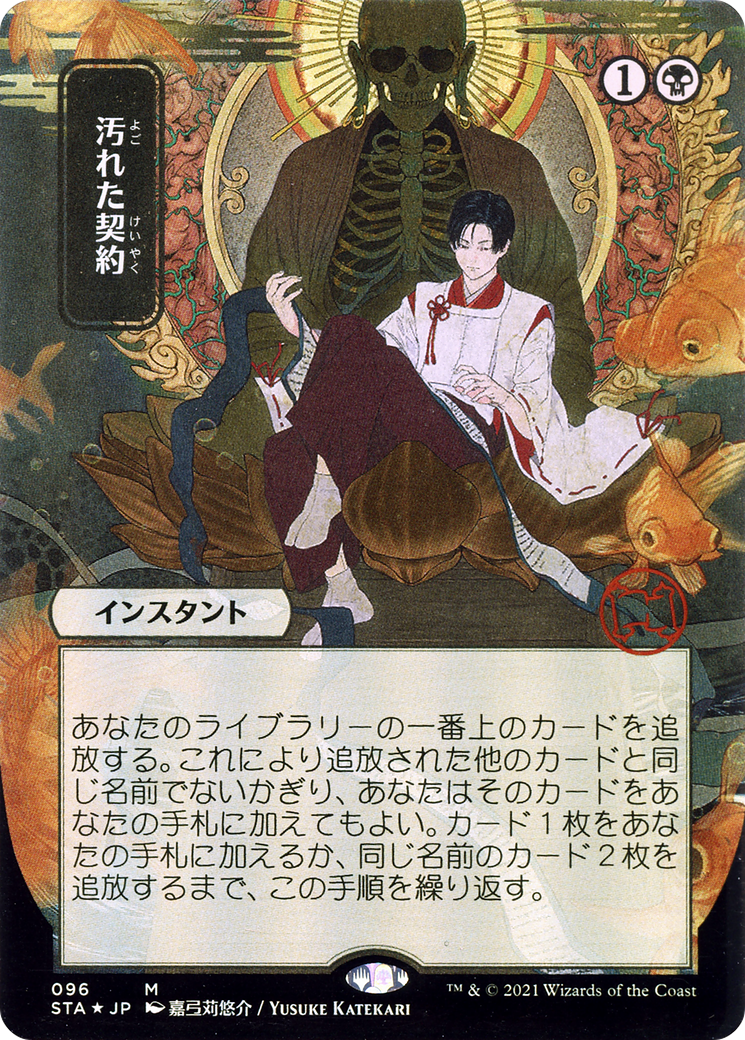 汚れた契約
よご
けいやく
1
インスタント
あなたのライブラリーの一番上のカードを追
放する。これにより追放された他のカードと同
じ名前でないかぎり、あなたはそのカードをあ
なたの手札に加えてもよい。カード1枚をあな
たの手札に加えるか、同じ名前のカード2枚を
追放するまで、この手順を繰り返す。
096 M
STA ★ JP 嘉弓苅悠介 / YUSUKE KATEKARI
™ & © 2021 Wizards of the Coast